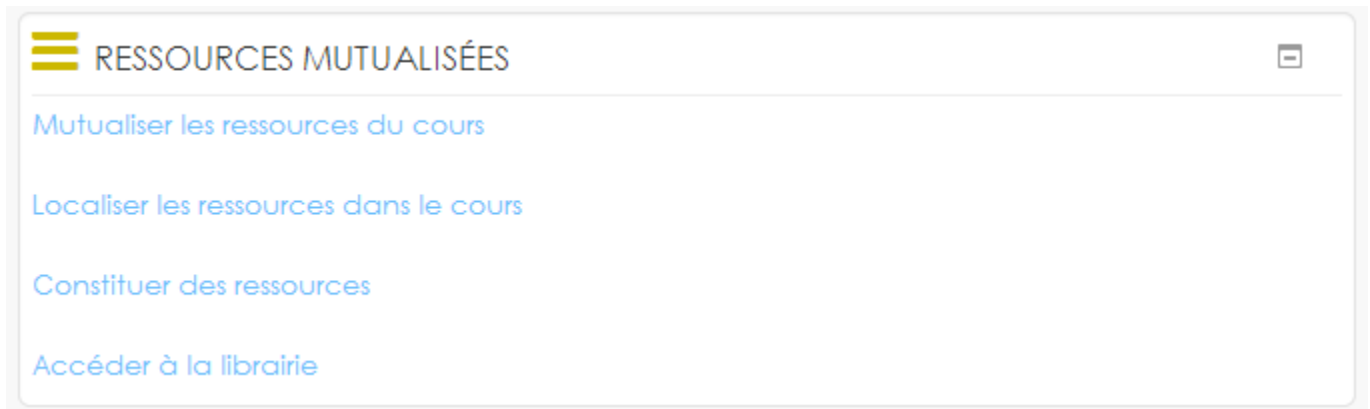 RESSOURCES MUTUALISÉES
Mutualiser les ressources du cours
Localiser les ressources dans le cours
Constituer des ressources
Accéder à la librairie